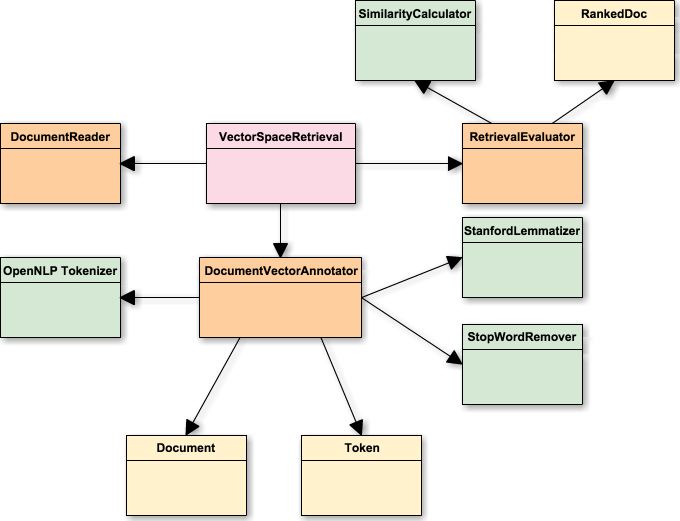 SimilarityCalculator
RankedDoc
DocumentReader
VectorSpaceRetrieval
RetrievalEvaluator
StanfordLemmatizer
OpenNLP Tokenizer
DocumentVectorAnnotator
StopWordRemover
Document
Token